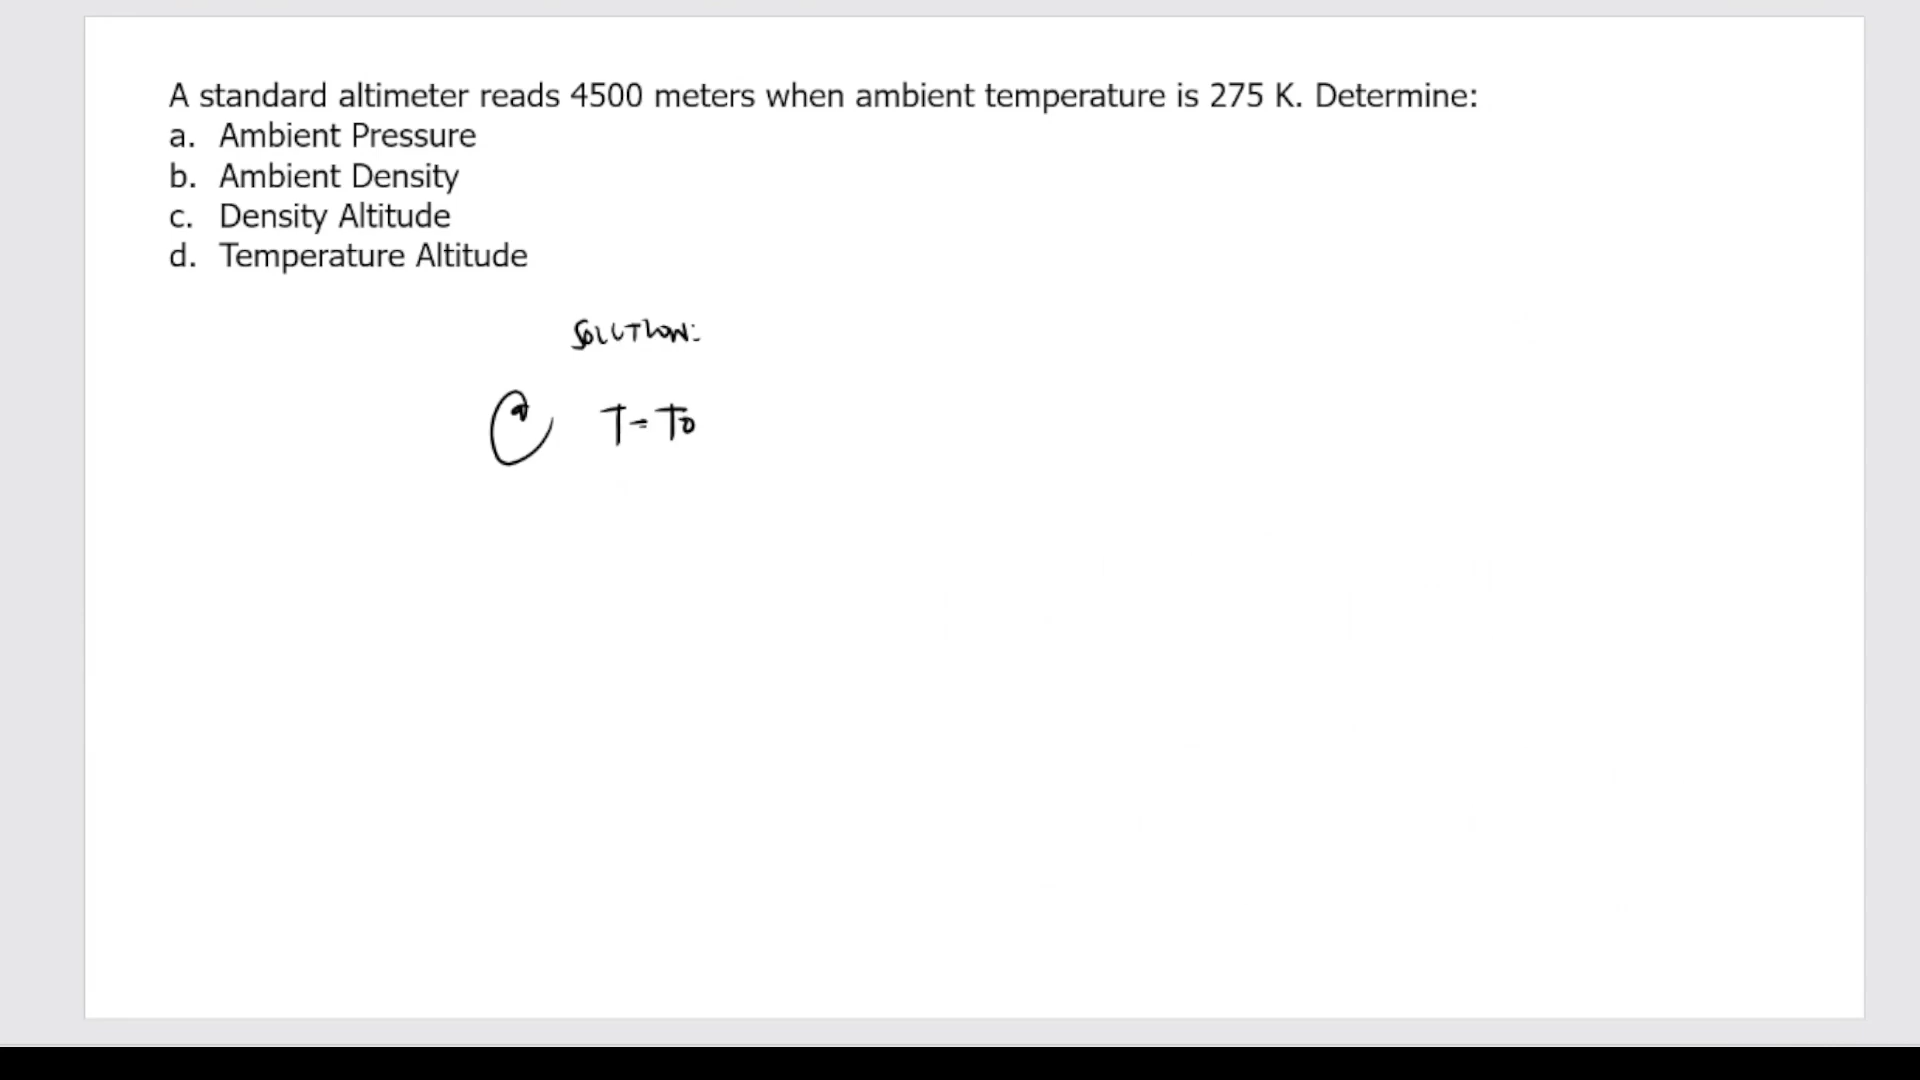 A standard altimeter reads 4500 meters when ambient temperature is 275 K. Determine:
a. Ambient Pressure
b. Ambient Density
c. Density Altitude
d. Temperature Altitude
SOLUTION:
a T = To